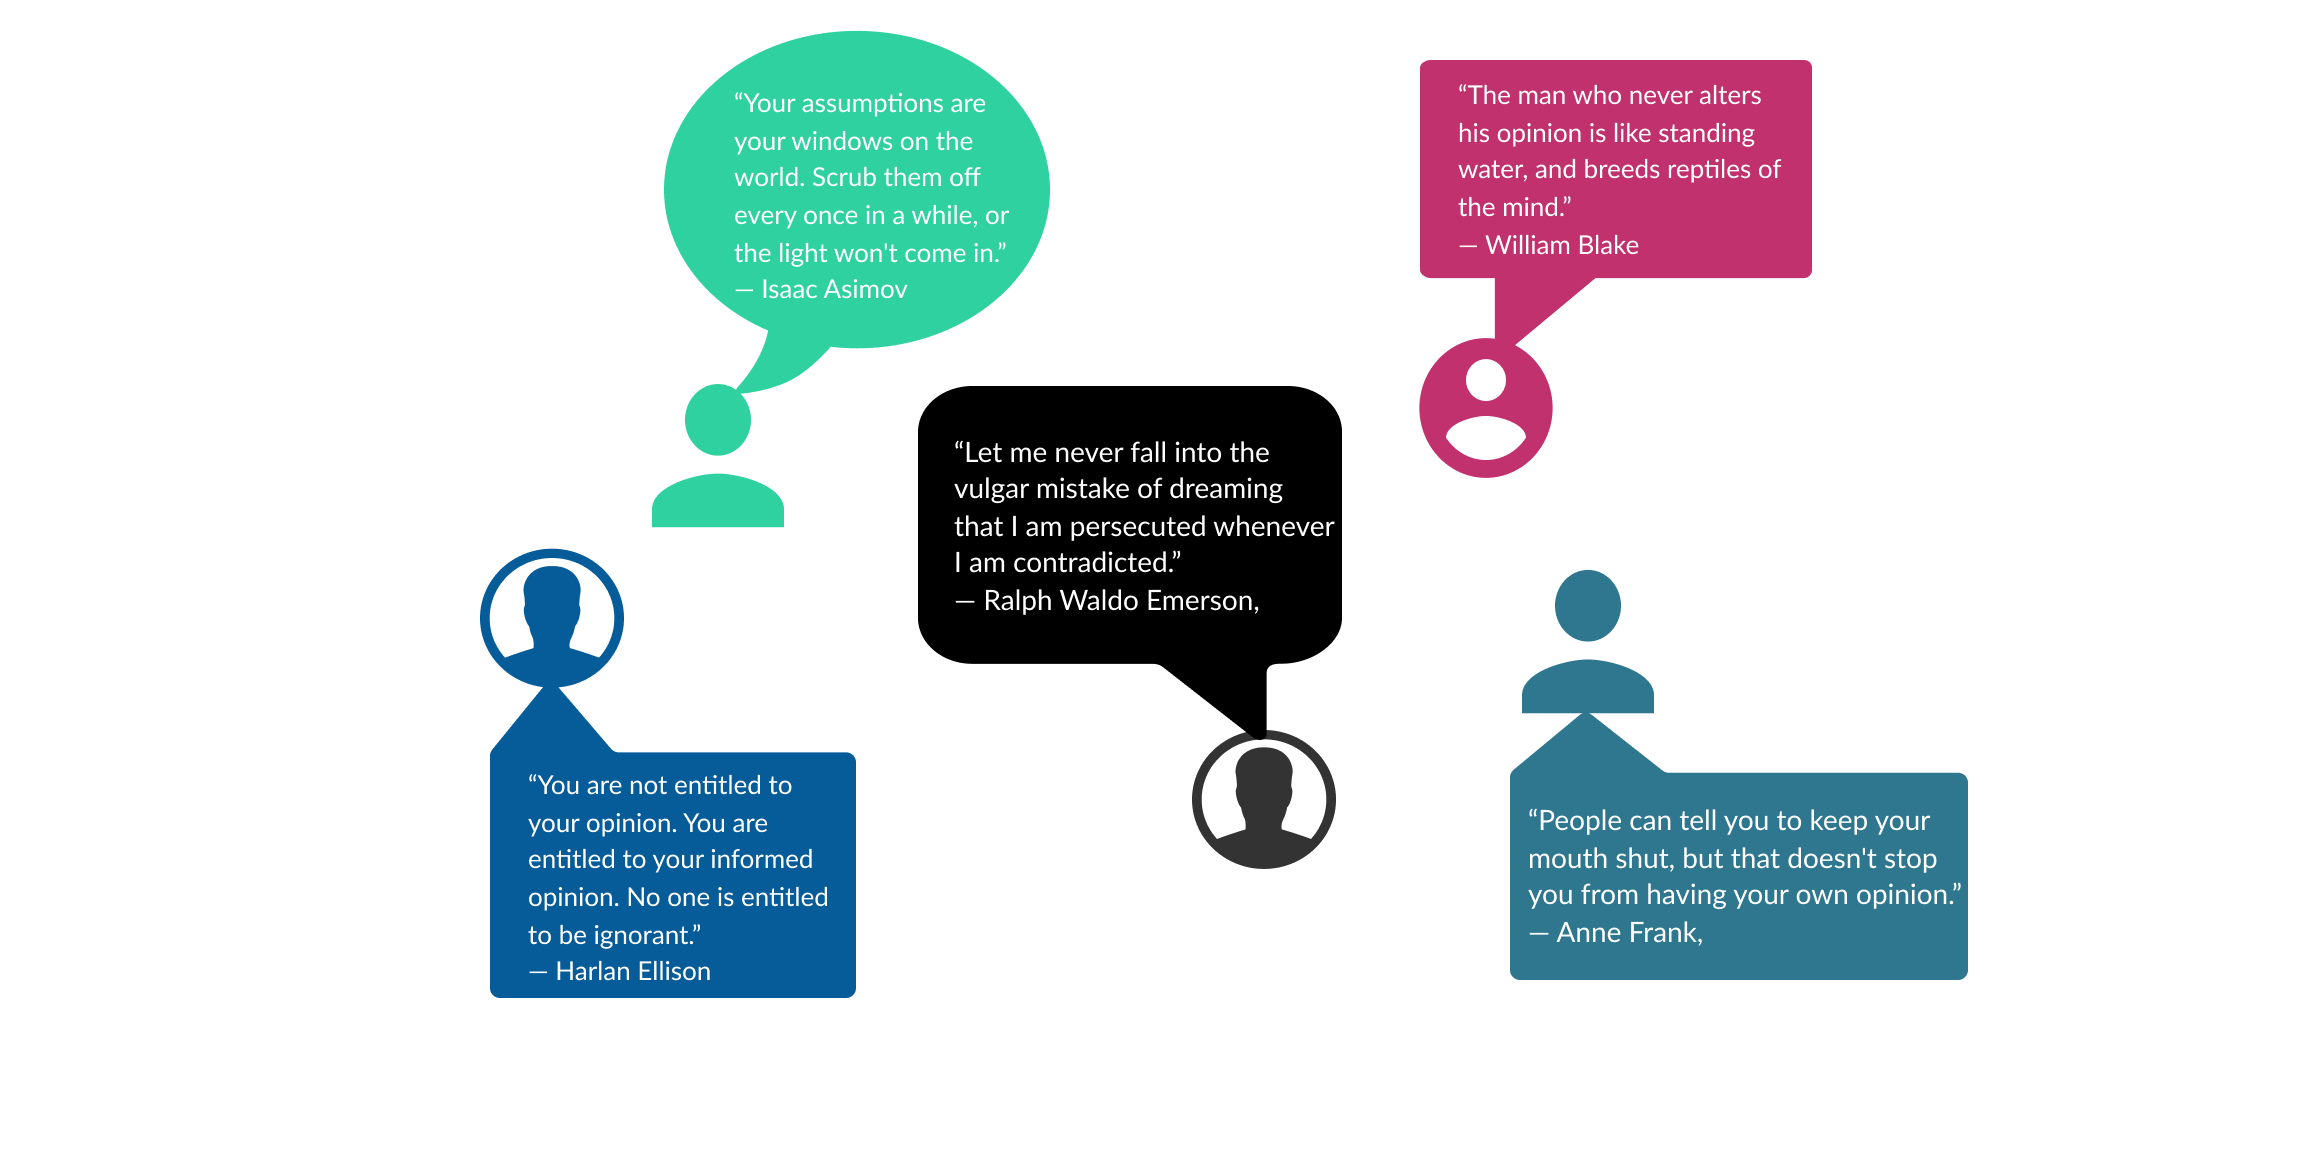 “Your assumptions are
your windows on the
world. Scrub them off
every once in a while, or
the light won't come in.”
— Isaac Asimov
“The man who never alters
his opinion is like standing
water, and breeds reptiles of
the mind.”
— William Blake
“Let me never fall into the
vulgar mistake of dreaming
that I am persecuted whenever
I am contradicted.”
— Ralph Waldo Emerson,
“You are not entitled to
your opinion. You are
entitled to your informed
opinion. No one is entitled
to be ignorant.”
— Harlan Ellison
“People can tell you to keep your
mouth shut, but that doesn't stop
you from having your own opinion.”
— Anne Frank,